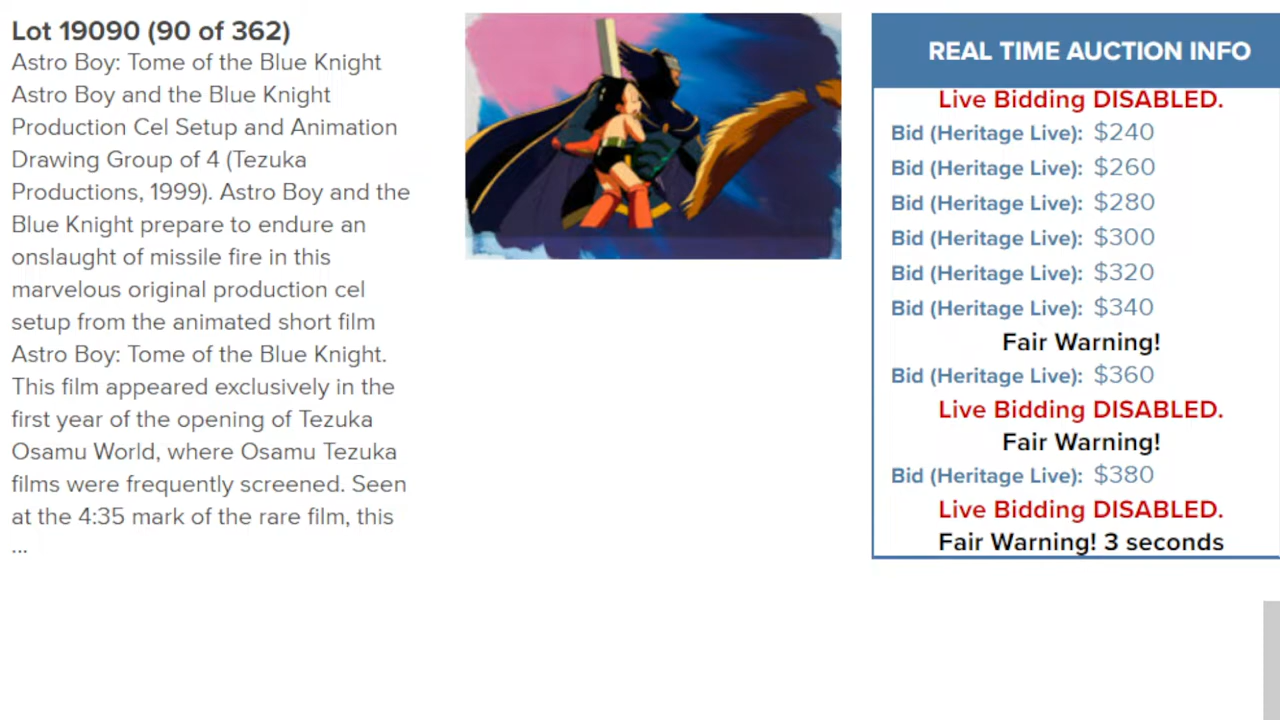 Lot 19090 (90 of 362)
Astro Boy: Tome of the Blue Knight
Astro Boy and the Blue Knight
Production Cel Setup and Animation
Drawing Group of 4 (Tezuka
Productions, 1999). Astro Boy and the
Blue Knight prepare to endure an
onslaught of missile fire in this
marvelous original production cel
setup from the animated short film
Astro Boy: Tome of the Blue Knight.
This film appeared exclusively in the
first year of the opening of Tezuka
Osamu World, where Osamu Tezuka
films were frequently screened. Seen
at the 4:35 mark of the rare film, this
...
REAL TIME AUCTION INFO
Live Bidding DISABLED.
Bid (Heritage Live): $240
Bid (Heritage Live): $260
Bid (Heritage Live): $280
Bid (Heritage Live): $300
Bid (Heritage Live): $320
Bid (Heritage Live): $340
Fair Warning!
Bid (Heritage Live): $360
Live Bidding DISABLED.
Fair Warning!
Bid (Heritage Live): $380
Live Bidding DISABLED.
Fair Warning! 3 seconds